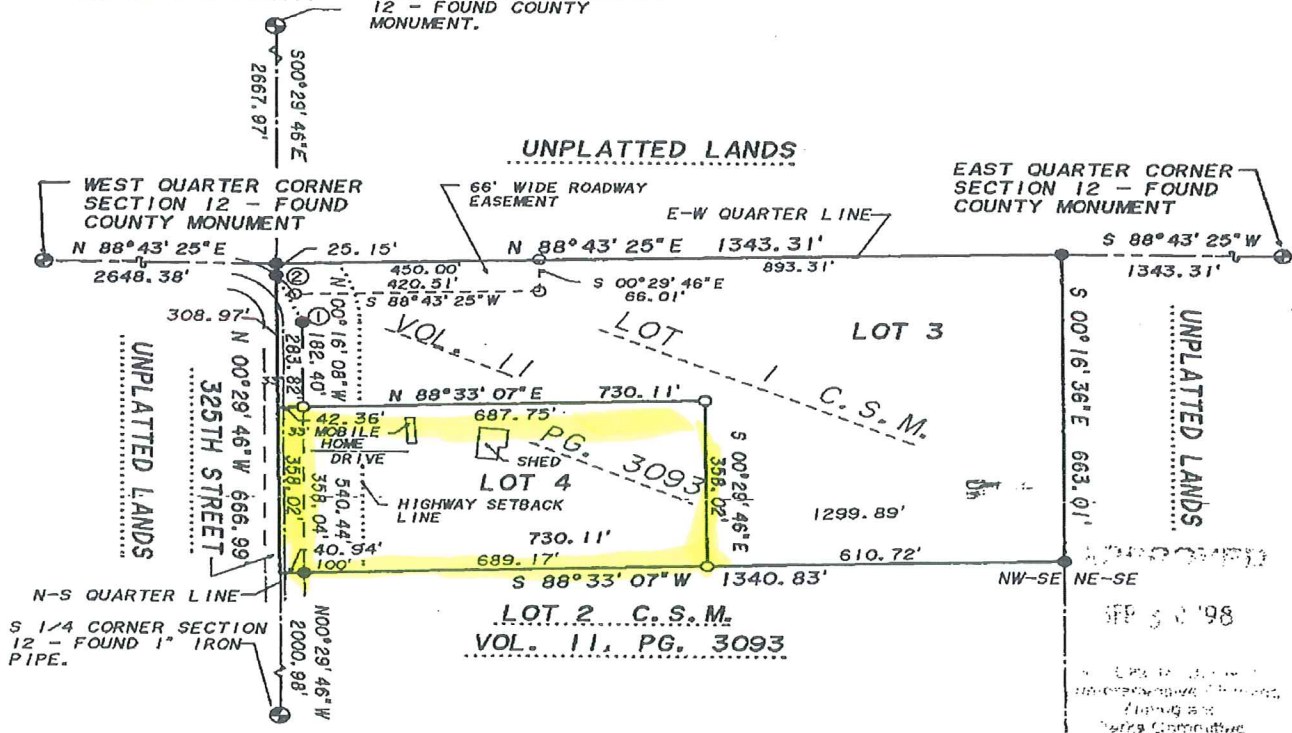 12 - FOUND COUNTY
MONUMENT.
S00°29'46"E
2667.97'
UNPLATTED LANDS
WEST QUARTER CORNER
SECTION 12 - FOUND
COUNTY MONUMENT
66' WIDE ROADWAY
EASEMENT
E-W QUARTER LINE
EAST QUARTER CORNER
SECTION 12 - FOUND
COUNTY MONUMENT
N 88°43'25"E
2648.38'
25.15'
N 88°43'25"E 1343.31'
450.00'
893.31'
S 88°43'25"W
1343.31'
420.51'
S 88°43'25"W
S 00°29'46"E
66.01'
2
1
308.97'
283.82'
182.40'
N 00°16'08"W
VOL. 11
LOT 1 C.S.M.
LOT 3
S 00°16'36"E 663.01'
UNPLATTED LANDS
UNPLATTED LANDS
325TH STREET
N 00°29'46"W 666.99
33'
N 88°33'07"E 730.11'
42.36'
687.75'
33'
MOBILE
HOME
DRIVE
SHED
PG. 3093
LOT 4
HIGHWAY SETBACK
LINE
358.02'
358.04'
540.44'
S 00°29'46"E
358.02'
1299.89'
730.11'
40.94'
100'
689.17'
610.72'
S 88°33'07"W 1340.83'
NW-SE NE-SE
N-S QUARTER LINE
LOT 2 C.S.M.
VOL. 11, PG. 3093
S 1/4 CORNER SECTION
12 - FOUND 1" IRON
PIPE.
N00°29'46"W
2000.98'
APPROVED
'98
Parks Committee